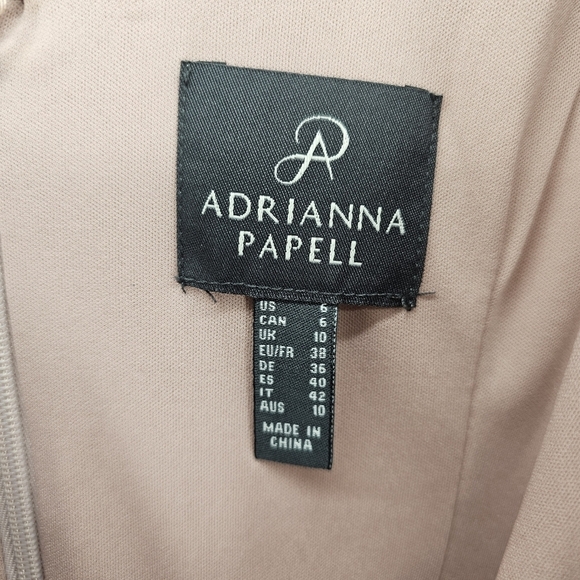 AP
ADRIANNA
PAPELL
US 6
CAN 6
UK 10
EU/FR 38
DE 36
ES 40
IT 42
AUS 10
MADE IN
CHINA